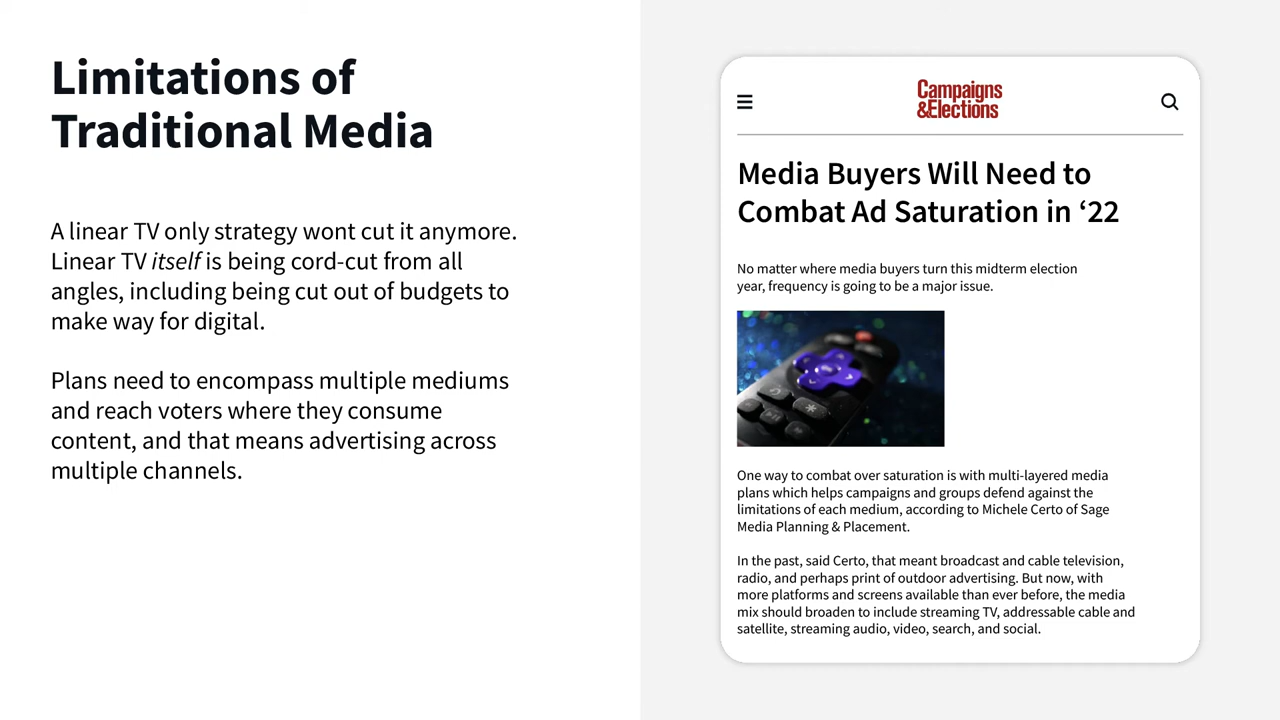 Limitations of
Traditional Media
A linear TV only strategy wont cut it anymore.
Linear TV itself is being cord-cut from all
angles, including being cut out of budgets to
make way for digital.
Plans need to encompass multiple mediums
and reach voters where they consume
content, and that means advertising across
multiple channels.
Campaigns
&Elections
Media Buyers Will Need to
Combat Ad Saturation in ‘22
No matter where media buyers turn this midterm election
year, frequency is going to be a major issue.
One way to combat over saturation is with multi-layered media
plans which helps campaigns and groups defend against the
limitations of each medium, according to Michele Certo of Sage
Media Planning & Placement.
In the past, said Certo, that meant broadcast and cable television,
radio, and perhaps print of outdoor advertising. But now, with
more platforms and screens available than ever before, the media
mix should broaden to include streaming TV, addressable cable and
satellite, streaming audio, video, search, and social.